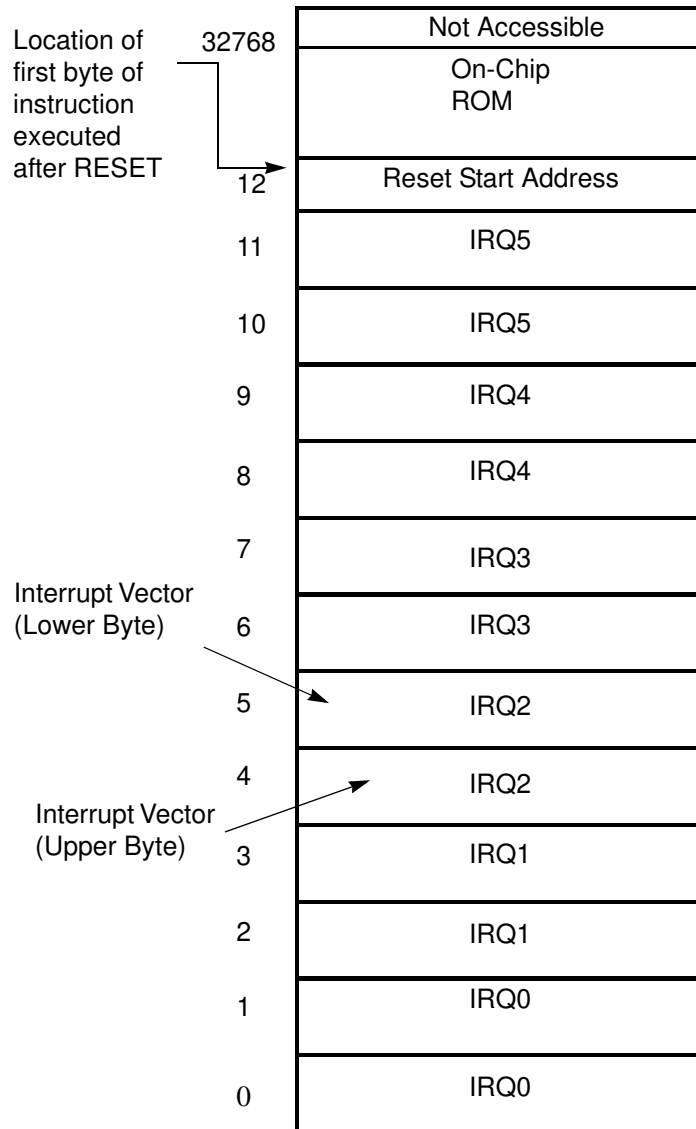 Not Accessible
Location of
first byte of
instruction
executed
after RESET
32768
On-Chip
ROM
12
Reset Start Address
11
IRQ5
10
IRQ5
9
IRQ4
8
IRQ4
7
IRQ3
Interrupt Vector
(Lower Byte)
6
IRQ3
5
IRQ2
4
IRQ2
Interrupt Vector
(Upper Byte)
3
IRQ1
2
IRQ1
1
IRQ0
0
IRQ0